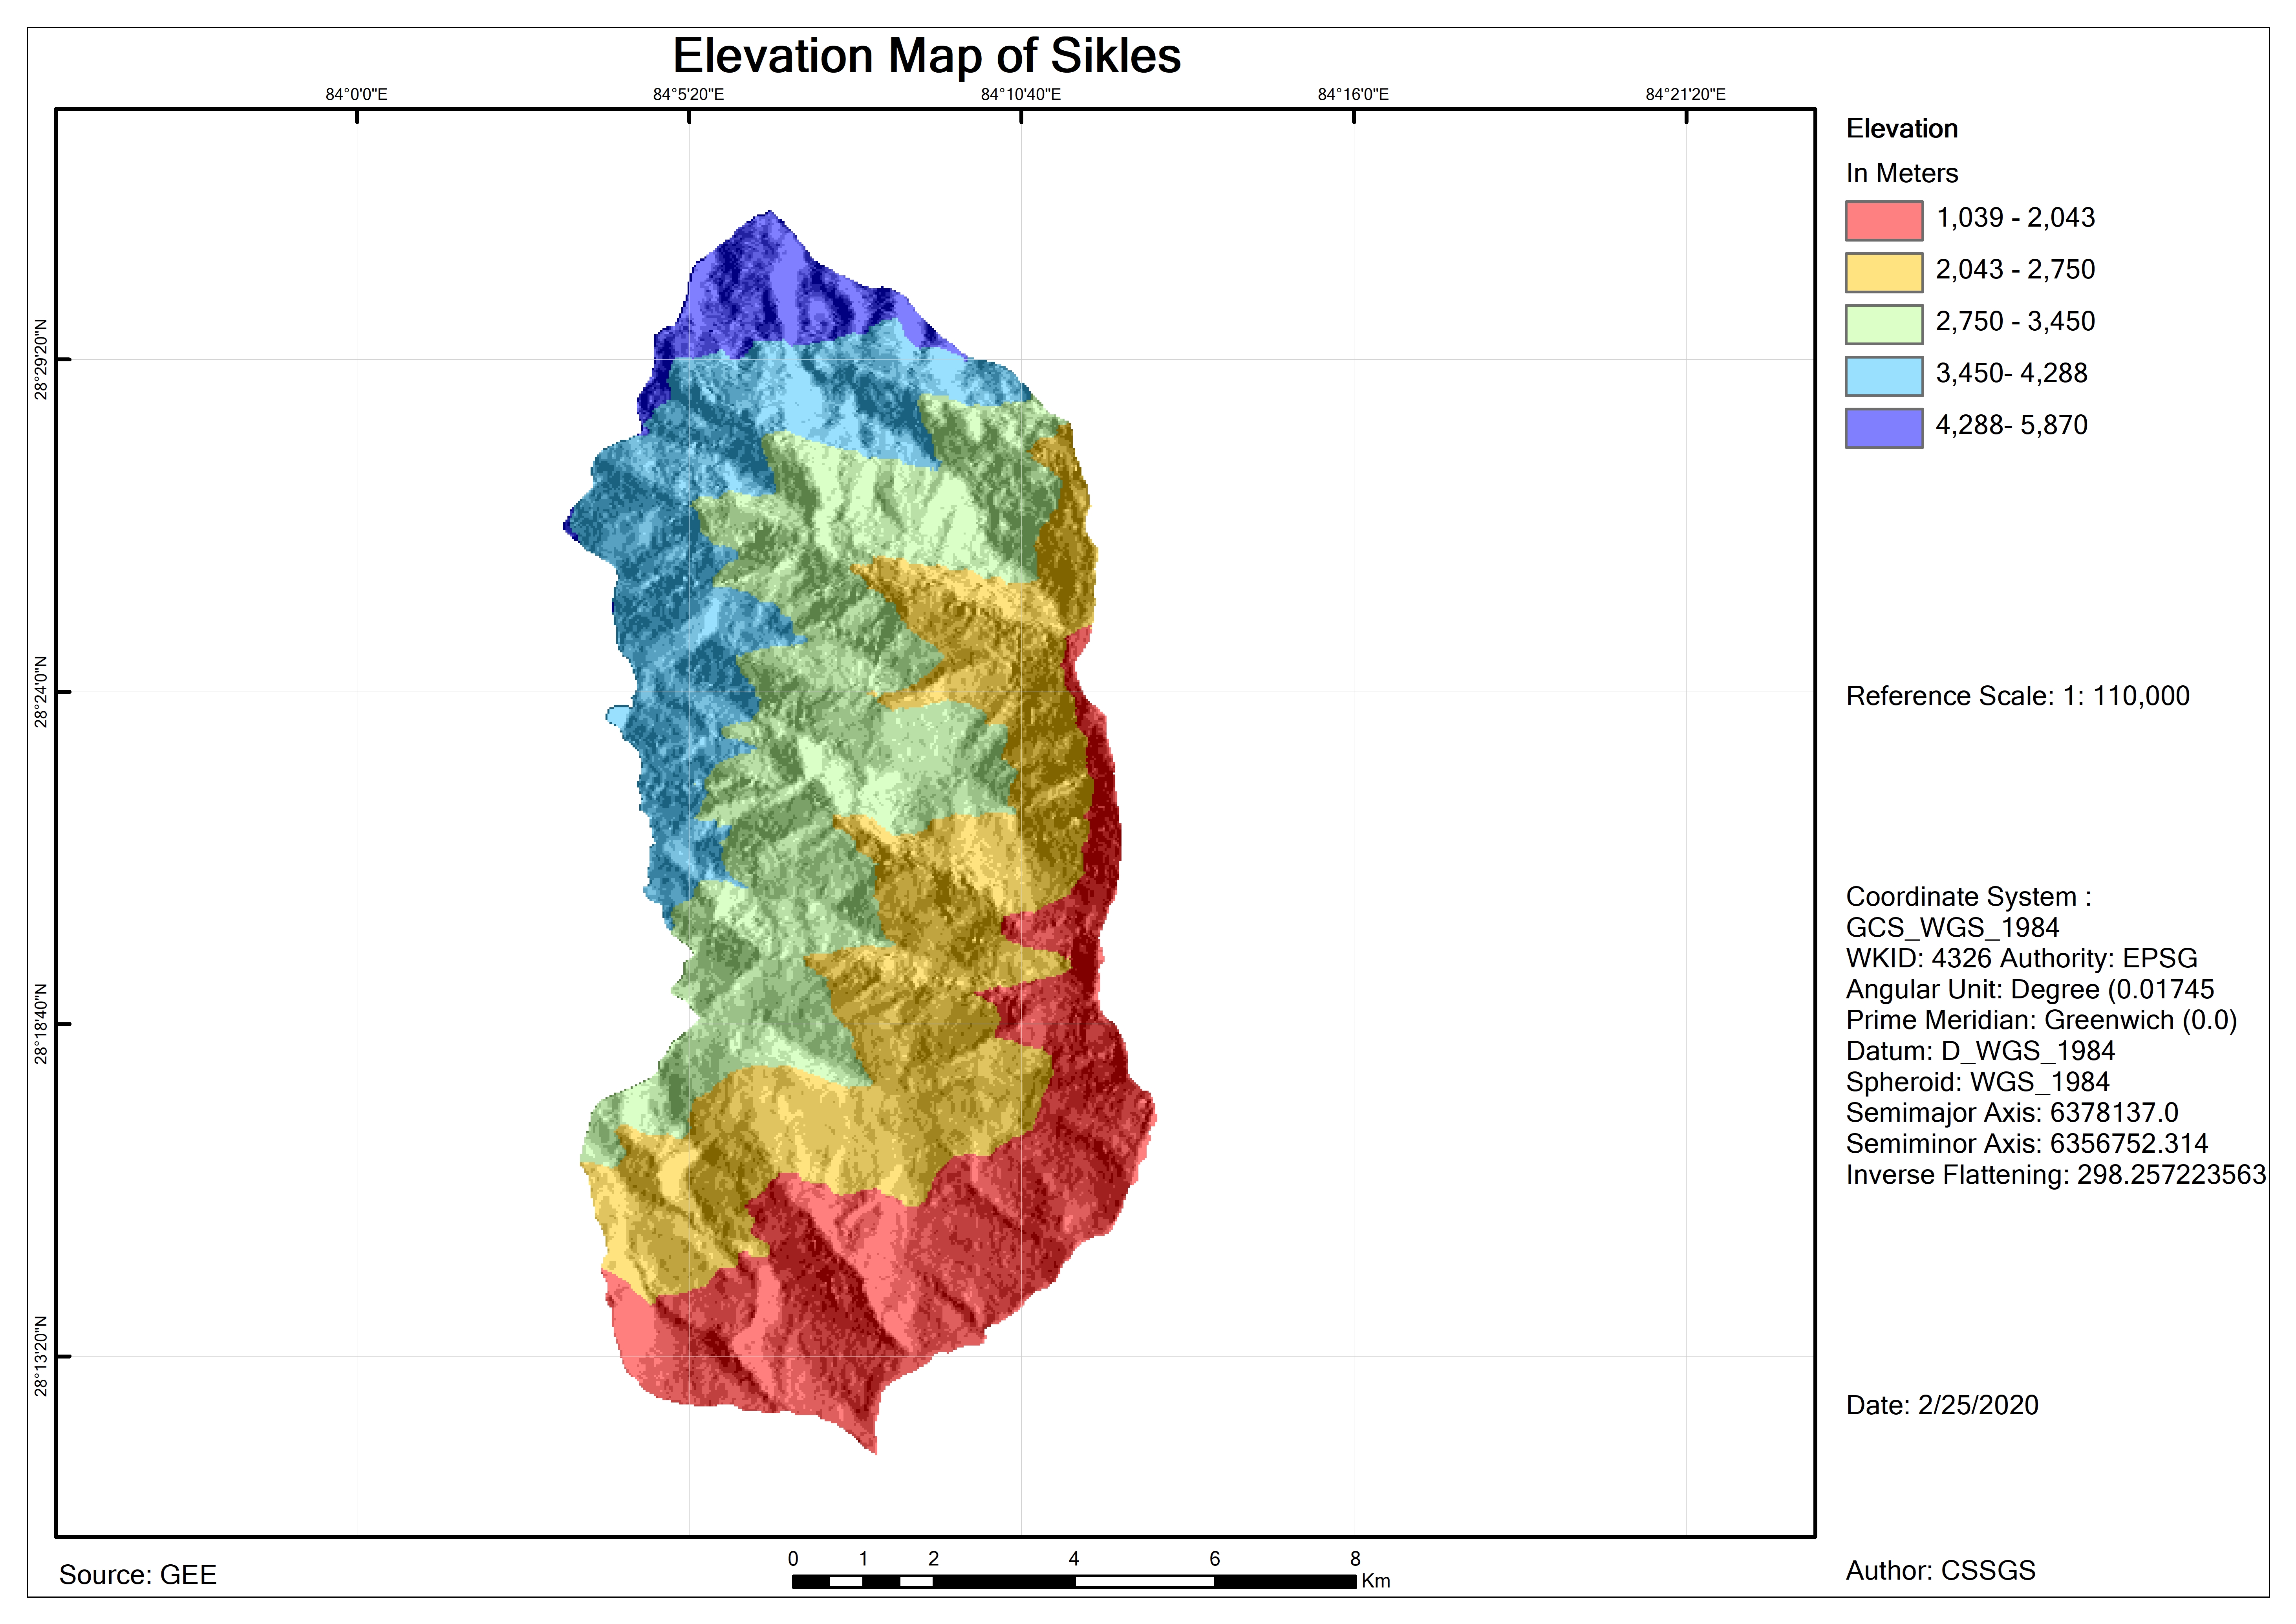 Elevation Map of Sikles
84°0'0"E
84°5'20"E
84°10'40"E
84°16'0"E
84°21'20"E
28°29'20"N
28°24'0"N
28°18'40"N
28°13'20"N
Elevation
In Meters
1,039 - 2,043
2,043 - 2,750
2,750 - 3,450
3,450- 4,288
4,288- 5,870
Reference Scale: 1: 110,000
Coordinate System :
GCS_WGS_1984
WKID: 4326 Authority: EPSG
Angular Unit: Degree (0.01745
Prime Meridian: Greenwich (0.0)
Datum: D_WGS_1984
Spheroid: WGS_1984
Semimajor Axis: 6378137.0
Semiminor Axis: 6356752.314
Inverse Flattening: 298.257223563
Date: 2/25/2020
Source: GEE
0 1 2 4 6 8
Km
Author: CSSGS